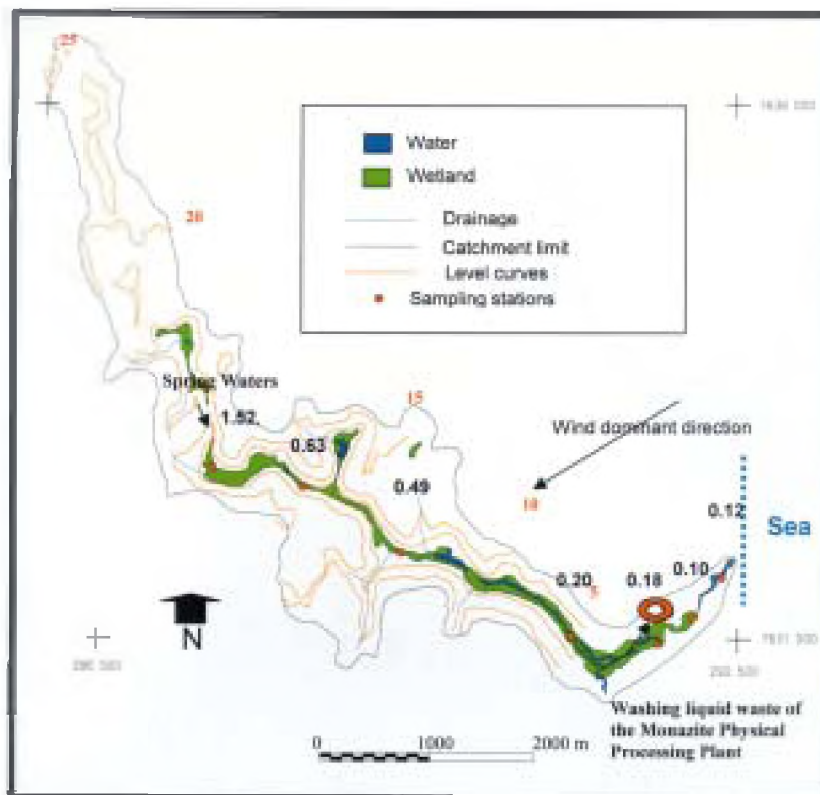 25
Water
Wetland
Drainage
Catchment limit
Level curves
Sampling stations
20
Spring Waters
1.52
0.63
0.49
15
Wind dominant direction
10
0.12
Sea
0.20
5
0.18
0.10
N
Washing liquid waste of
the Monazite Physical
Processing Plant
0
1000
2000 m